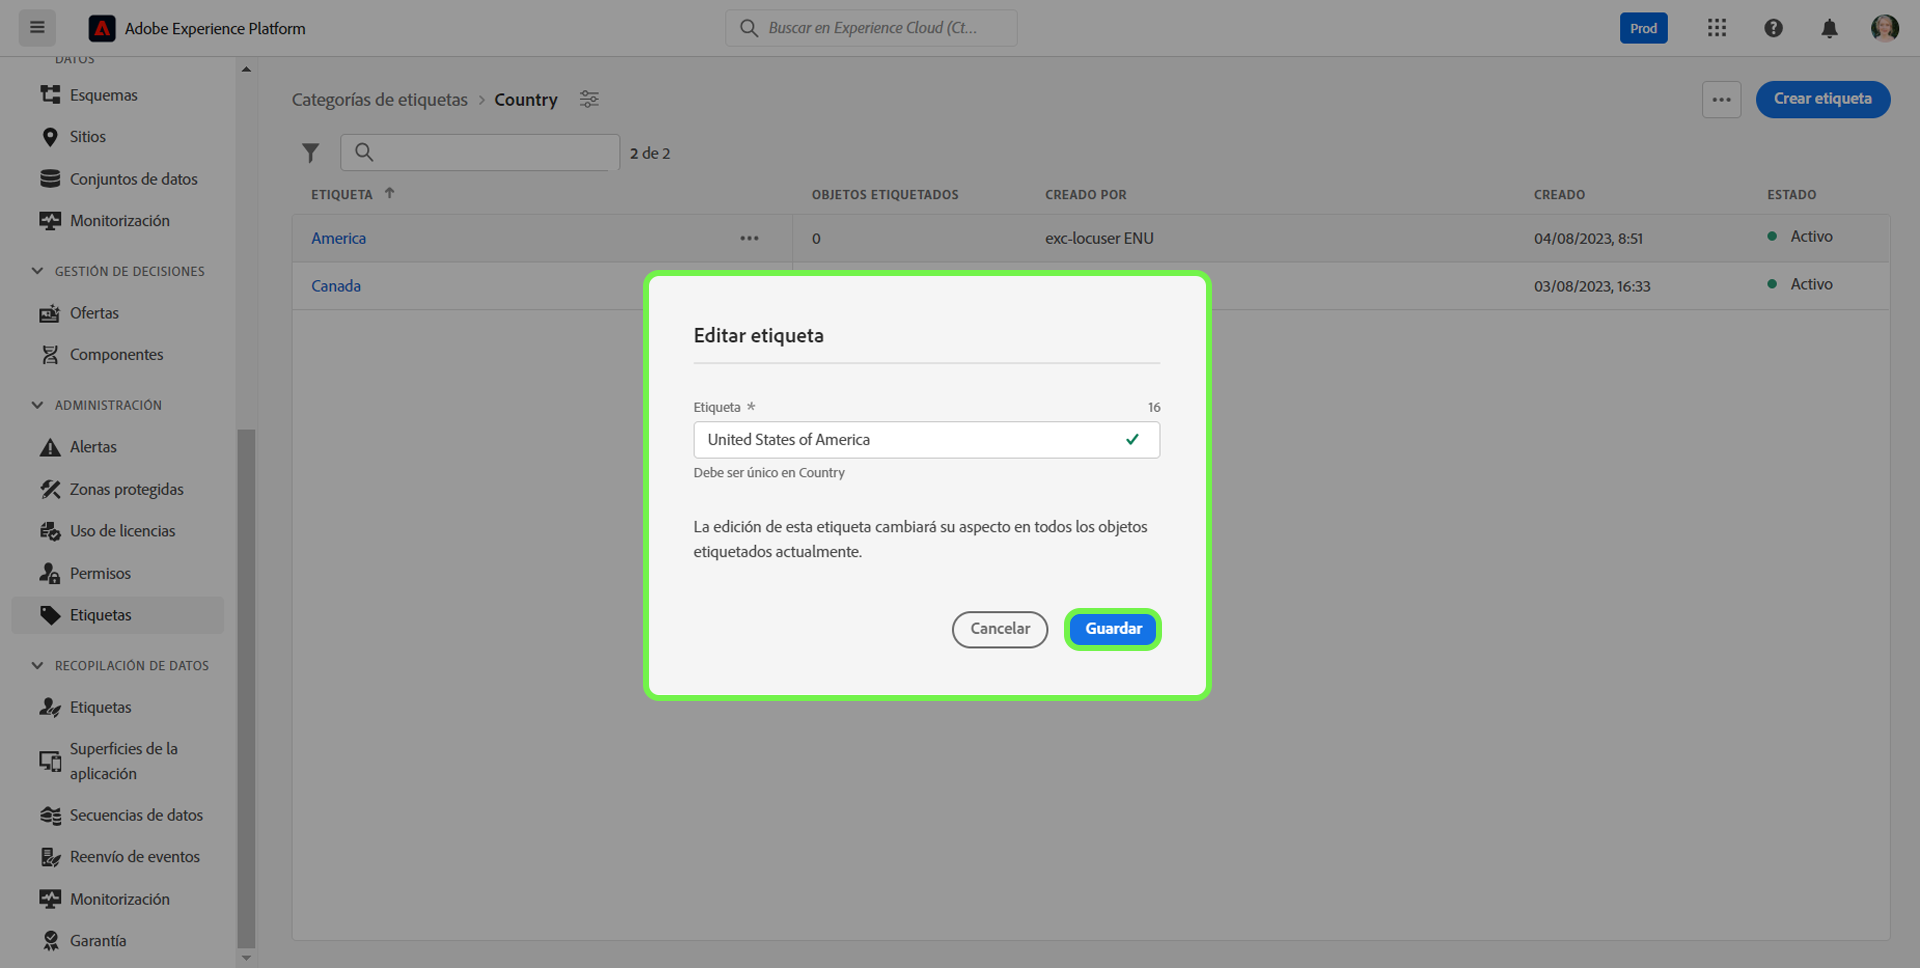 Adobe Experience Platform
Buscar en Experience Cloud (Ct...
Prod
DATOS
Esquemas
Sitios
Conjuntos de datos
Monitorización
GESTIÓN DE DECISIONES
Ofertas
Componentes
ADMINISTRACIÓN
Alertas
Zonas protegidas
Uso de licencias
Permisos
Etiquetas
RECOPILACIÓN DE DATOS
Etiquetas
Superficies de la
aplicación
Secuencias de datos
Reenvío de eventos
Monitorización
Garantía
Categorías de etiquetas > Country
Crear etiqueta
2 de 2
ETIQUETA OBJETOS ETIQUETADOS CREADO POR CREADO ESTADO
America 0 exc-locuser ENU 04/08/2023, 8:51 Activo
Canada 03/08/2023, 16:33 Activo
Editar etiqueta
Etiqueta * 16
United States of America
Debe ser único en Country
La edición de esta etiqueta cambiará su aspecto en todos los objetos
etiquetados actualmente.
Cancelar Guardar